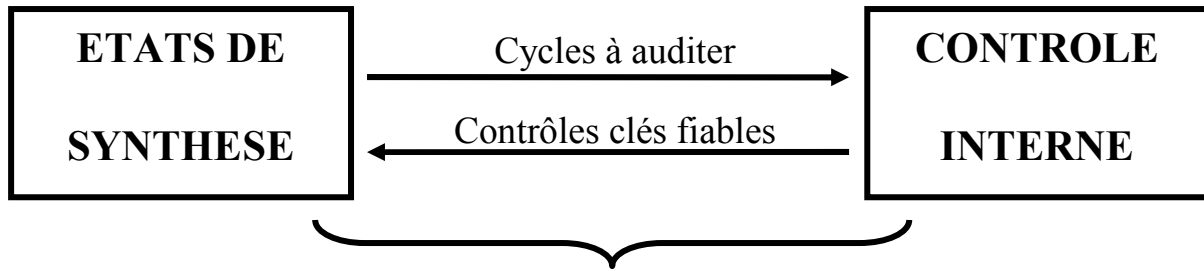 ETATS DE
SYNTHESE
Cycles à auditer
Contrôles clés fiables
CONTROLE
INTERNE